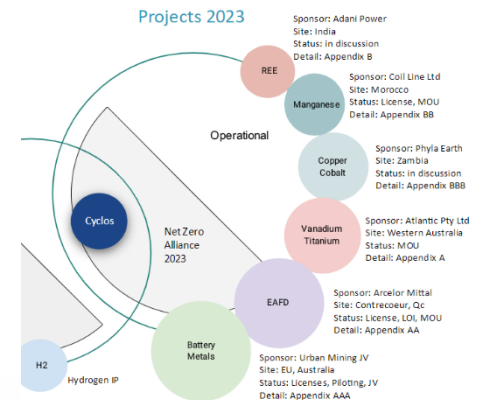 Projects 2023
Sponsor: Adani Power
Site: India
Status: in discussion
Detail: Appendix B
REE
Sponsor: Coil Line Ltd
Site: Morocco
Status: License, MOU
Detail: Appendix BB
Manganese
Operational
Copper
Cobalt
Sponsor: Phyla Earth
Site: Zambia
Status: in discussion
Detail: Appendix BBB
Vanadium
Titanium
Sponsor: Atlantic Pty Ltd
Site: Western Australia
Status: MOU
Detail: Appendix A
Cyclos
Net Zero
Alliance
2023
EAFD
Sponsor: Arcelor Mittal
Site: Contrecoeur, Qc
Status: License, LOI, MOU
Detail: Appendix AA
Battery
Metals
Sponsor: Urban Mining JV
Site: EU, Australia
Status: Licenses, Piloting, JV
Detail: Appendix AAA
H2
Hydrogen IP